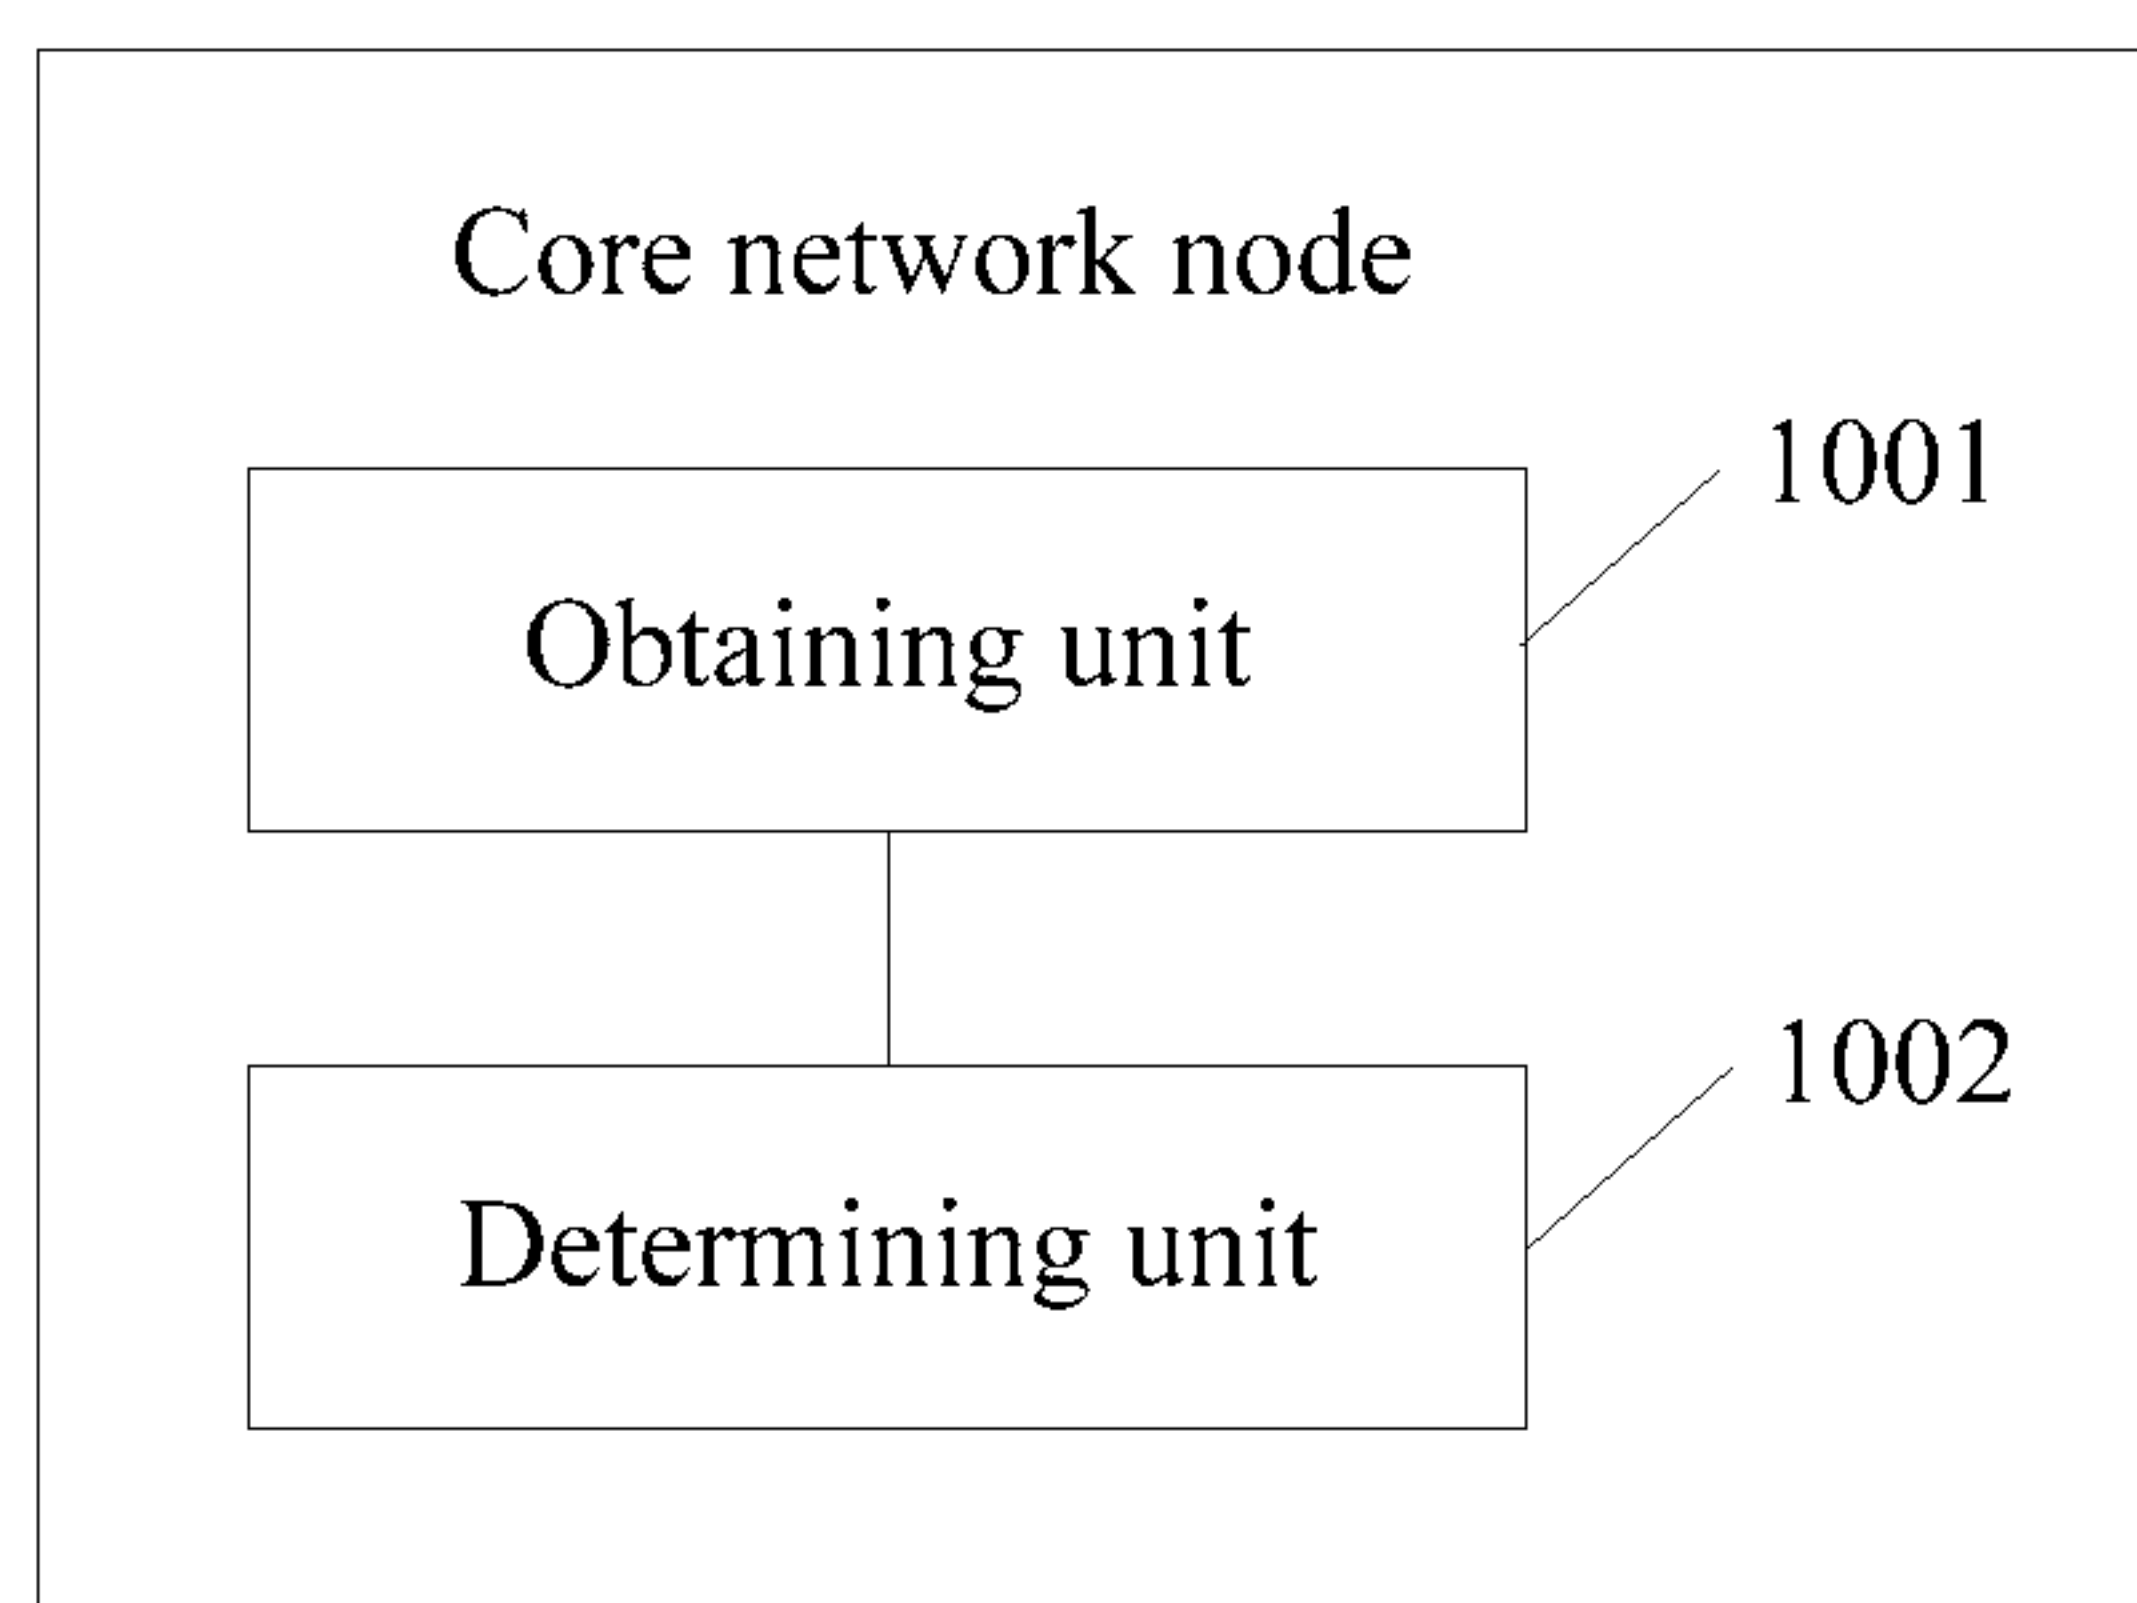 Core network node
1001
Obtaining unit
1002
Determining unit